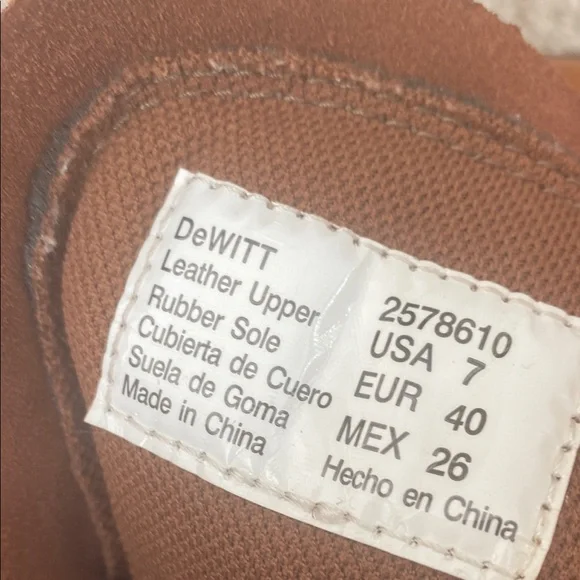 DeWITT
Leather Upper
Rubber Sole
Cubierta de Cuero
Suela de Goma
Made in China
2578610
USA 7
EUR 40
MEX 26
Hecho en China